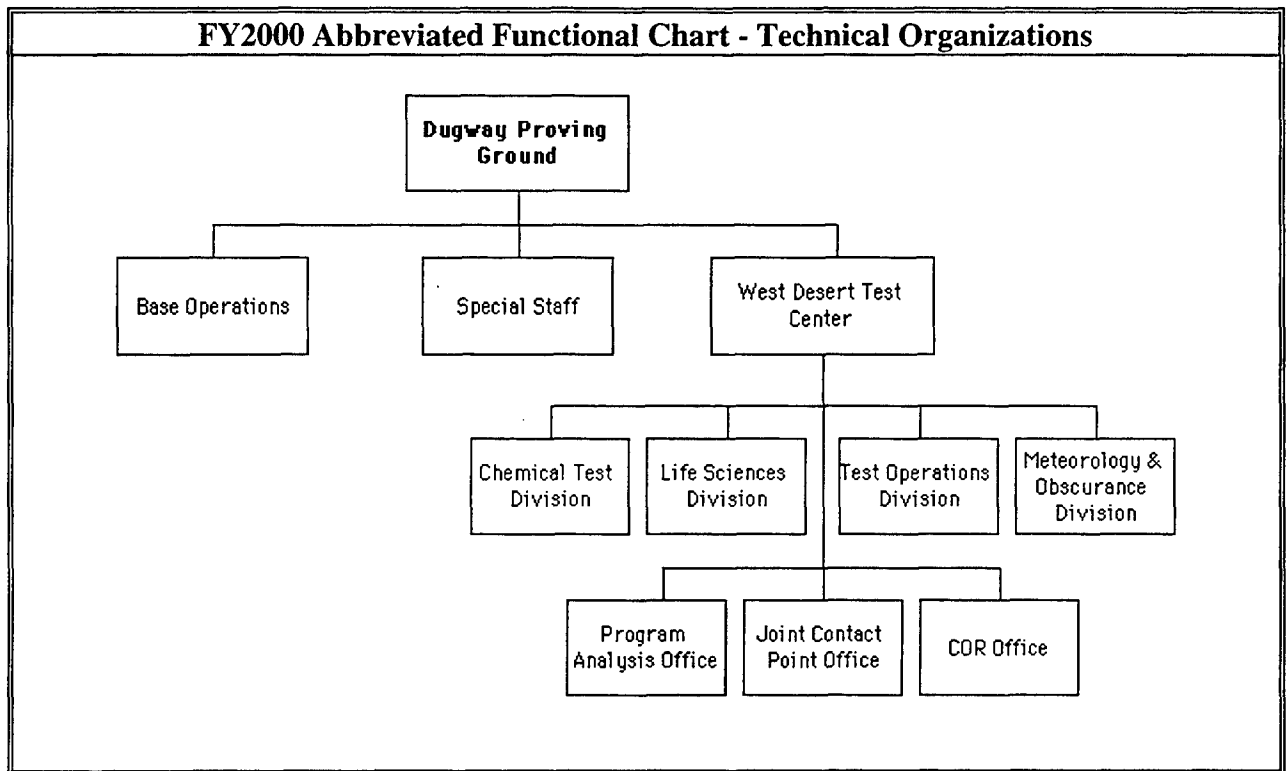 FY2000 Abbreviated Functional Chart - Technical Organizations
Dugway Proving
Ground
Base Operations
Special Staff
West Desert Test
Center
Chemical Test
Division
Life Sciences
Division
Test Operations
Division
Meteorology &
Obscurance
Division
Program
Analysis Office
Joint Contact
Point Office
COR Office